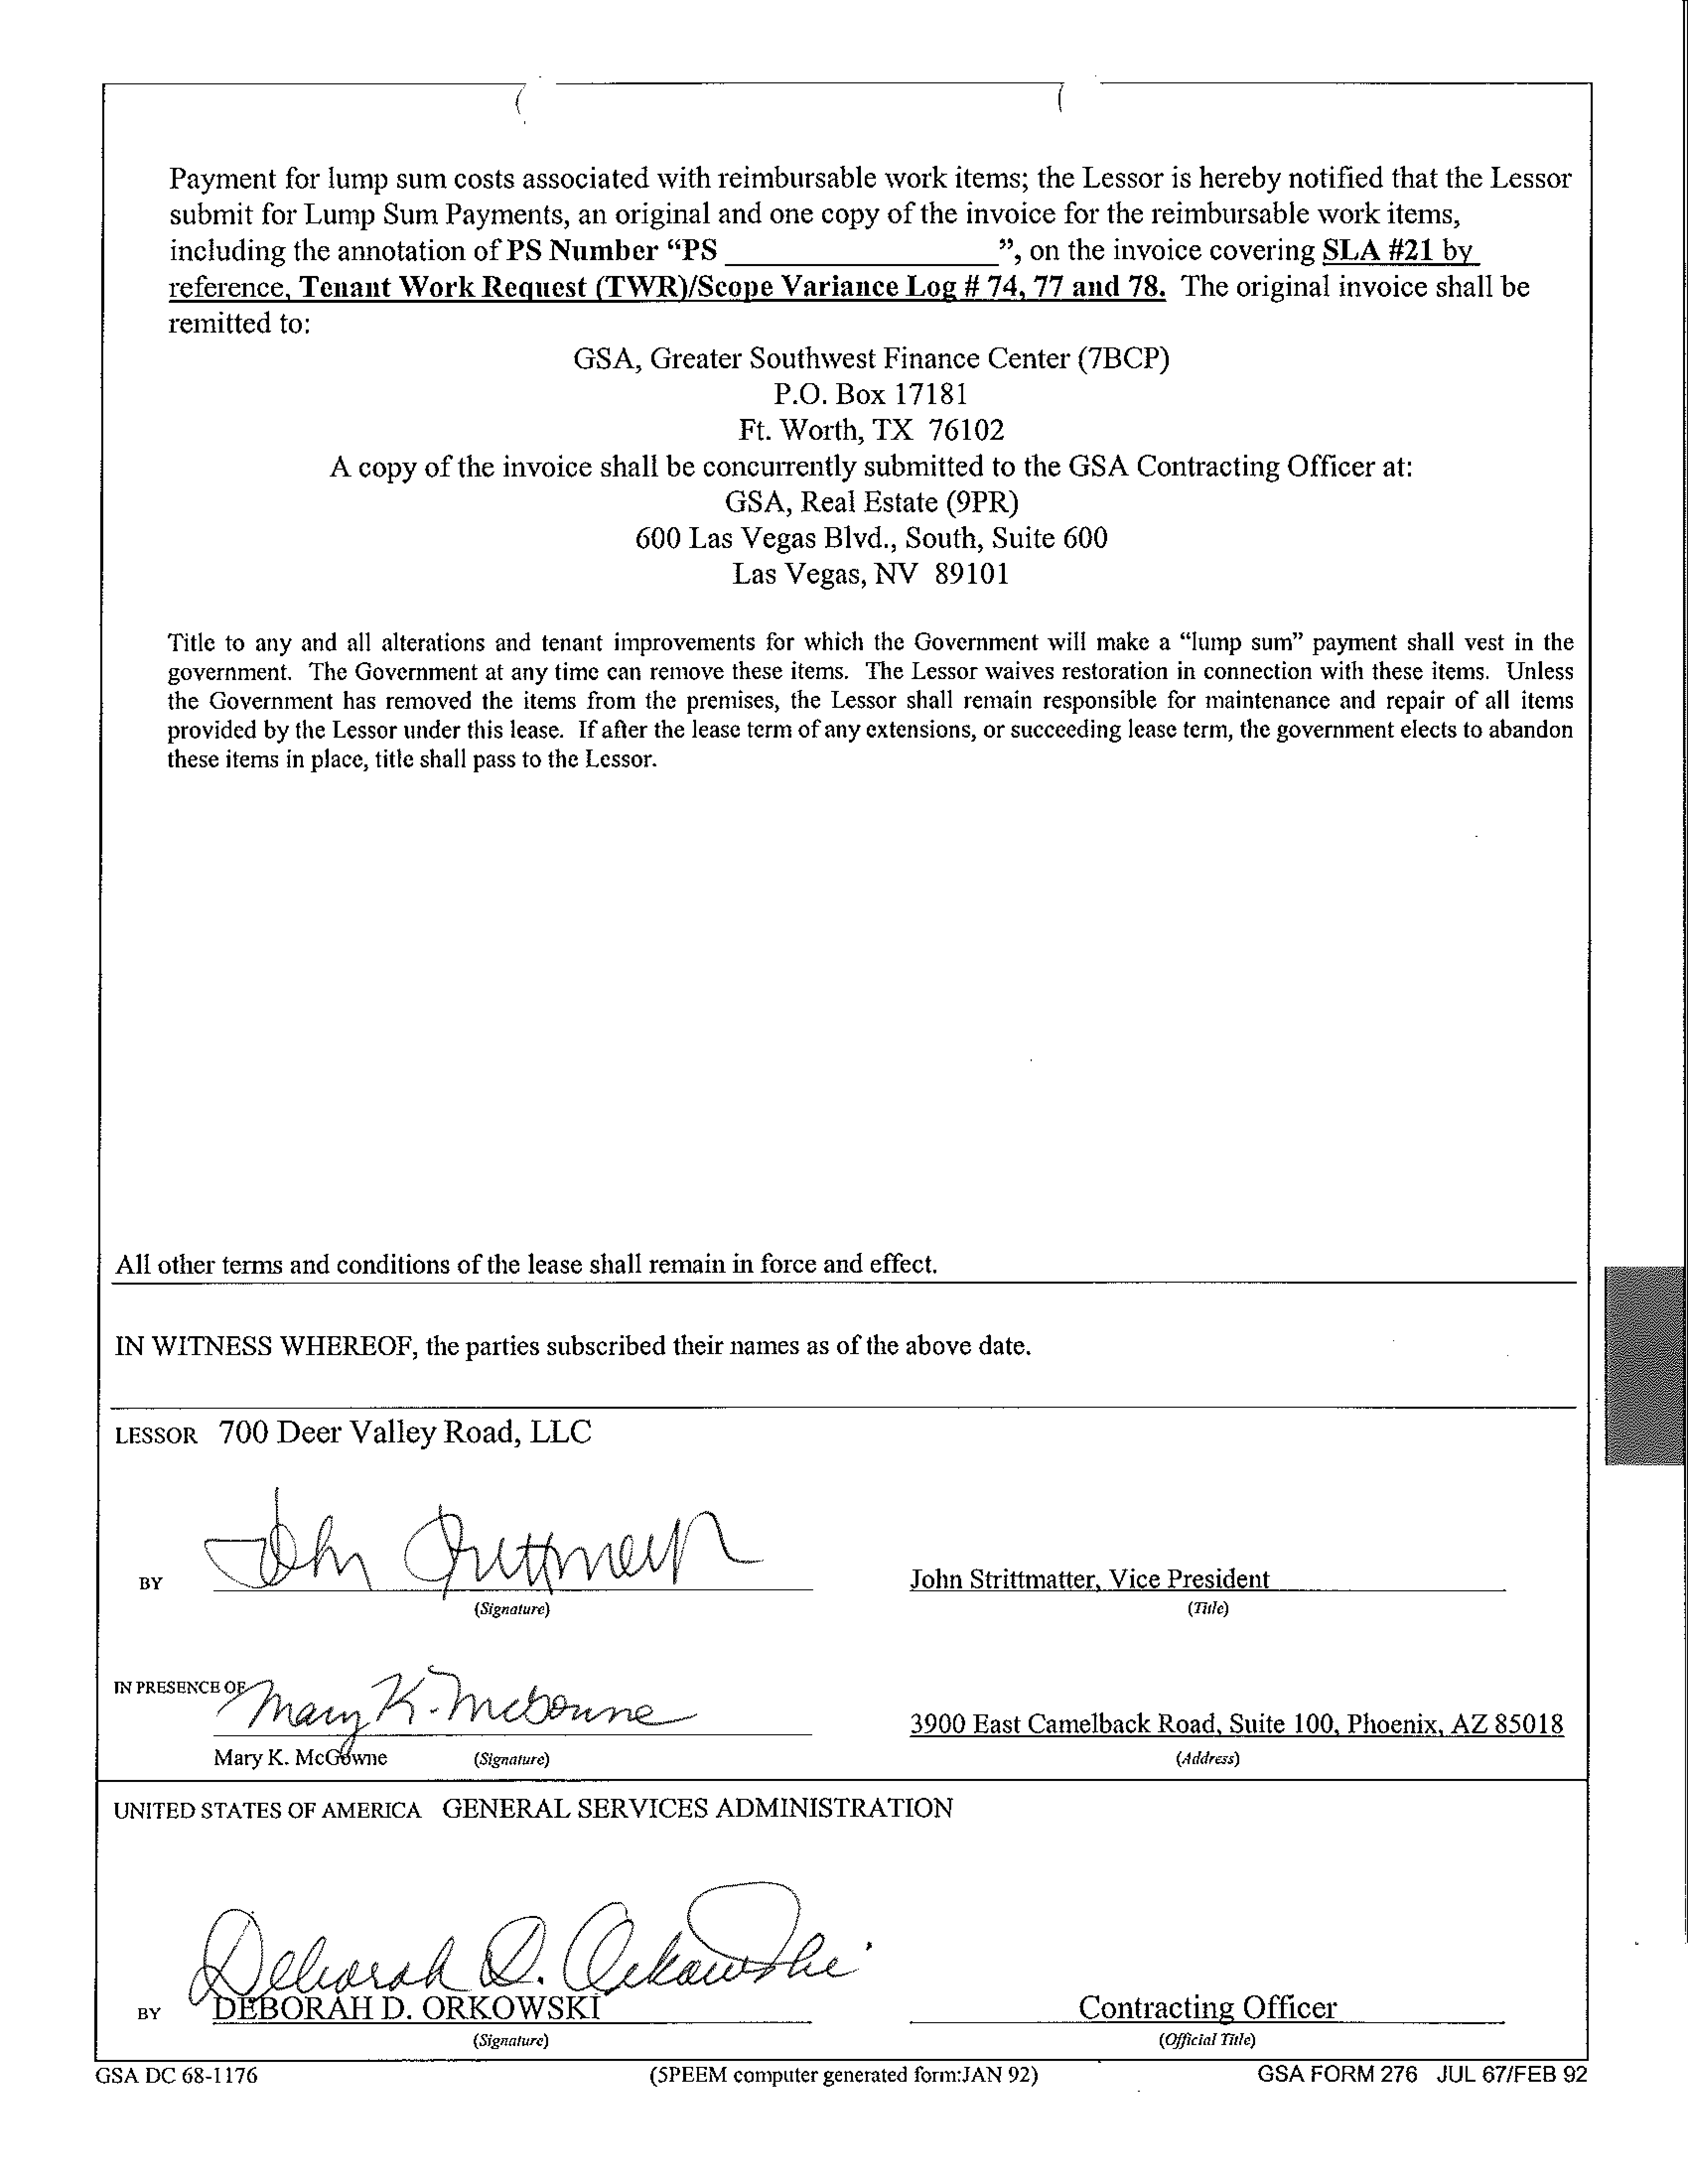 Payment for lump sum costs associated with reimbursable work items; the Lessor is hereby notified that the Lessor
submit for Lump Sum Payments, an original and one copy of the invoice for the reimbursable work items,
including the annotation of PS Number “PS ____________________”, on the invoice covering SLA #21 by
reference, Tenant Work Request (TWR)/Scope Variance Log # 74, 77 and 78. The original invoice shall be
remitted to:
GSA, Greater Southwest Finance Center (7BCP)
P.O. Box 17181
Ft. Worth, TX 76102
A copy of the invoice shall be concurrently submitted to the GSA Contracting Officer at:
GSA, Real Estate (9PR)
600 Las Vegas Blvd., South, Suite 600
Las Vegas, NV 89101
Title to any and all alterations and tenant improvements for which the Government will make a “lump sum” payment shall vest in the
government. The Government at any time can remove these items. The Lessor waives restoration in connection with these items. Unless
the Government has removed the items from the premises, the Lessor shall remain responsible for maintenance and repair of all items
provided by the Lessor under this lease. If after the lease term of any extensions, or succeeding lease term, the government elects to abandon
these items in place, title shall pass to the Lessor.
All other terms and conditions of the lease shall remain in force and effect.
IN WITNESS WHEREOF, the parties subscribed their names as of the above date.
LESSOR 700 Deer Valley Road, LLC
John Strittmatter
BY John Strittmatter, Vice President
(Signature) (Title)
IN PRESENCE OF Mary K. McGowne
3900 East Camelback Road, Suite 100, Phoenix, AZ 85018
Mary K. McGowne (Signature) (Address)
UNITED STATES OF AMERICA GENERAL SERVICES ADMINISTRATION
Deborah D. Orkowski
BY DEBORAH D. ORKOWSKI Contracting Officer
(Signature) (Official Title)
GSA DC 68-1176 (5PEEM computer generated form:JAN 92) GSA FORM 276 JUL 67/FEB 92